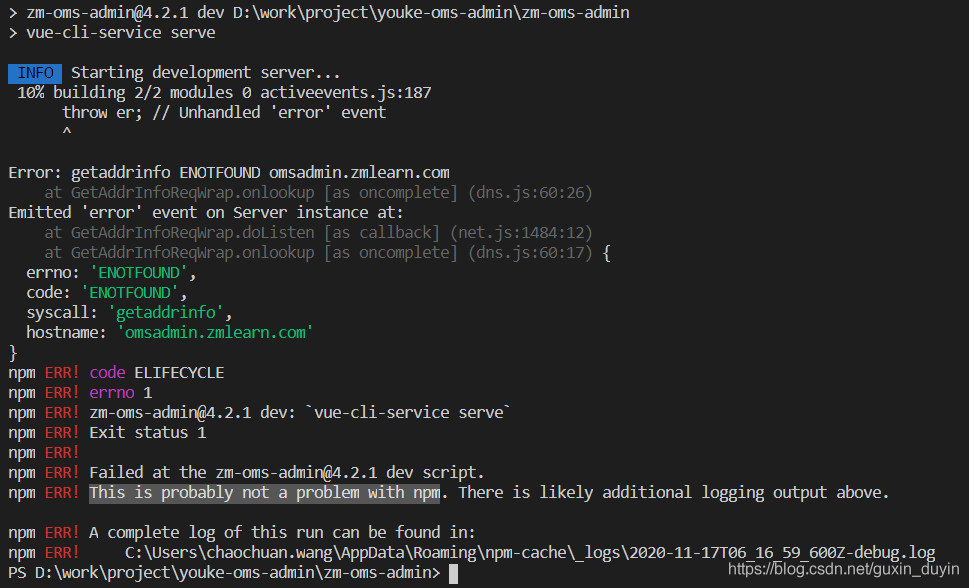 > zm-oms-admin@4.2.1 dev D:\work\project\youke-oms-admin\zm-oms-admin
> vue-cli-service serve
INFO Starting development server...
10% building 2/2 modules 0 activeevents.js:187
throw er; // Unhandled 'error' event
^
Error: getaddrinfo ENOTFOUND omsadmin.zmlearn.com
at GetAddrInfoReqWrap.onlookup [as oncomplete] (dns.js:60:26)
Emitted 'error' event on Server instance at:
at GetAddrInfoReqWrap.doListen [as callback] (net.js:1484:12)
at GetAddrInfoReqWrap.onlookup [as oncomplete] (dns.js:60:17) {
errno: 'ENOTFOUND',
code: 'ENOTFOUND',
syscall: 'getaddrinfo',
hostname: 'omsadmin.zmlearn.com'
}
npm ERR! code ELIFECYCLE
npm ERR! errno 1
npm ERR! zm-oms-admin@4.2.1 dev: `vue-cli-service serve`
npm ERR! Exit status 1
npm ERR!
npm ERR! Failed at the zm-oms-admin@4.2.1 dev script.
npm ERR! This is probably not a problem with npm. There is likely additional logging output above.
npm ERR! A complete log of this run can be found in:
npm ERR! C:\Users\chaochuan.wang\AppData\Roaming\npm-cache\_logs\2020-11-17T06_16_59_600Z-debug.log
PS D:\work\project\youke-oms-admin\zm-oms-admin>
https://blog.csdn.net/guxin_duyin